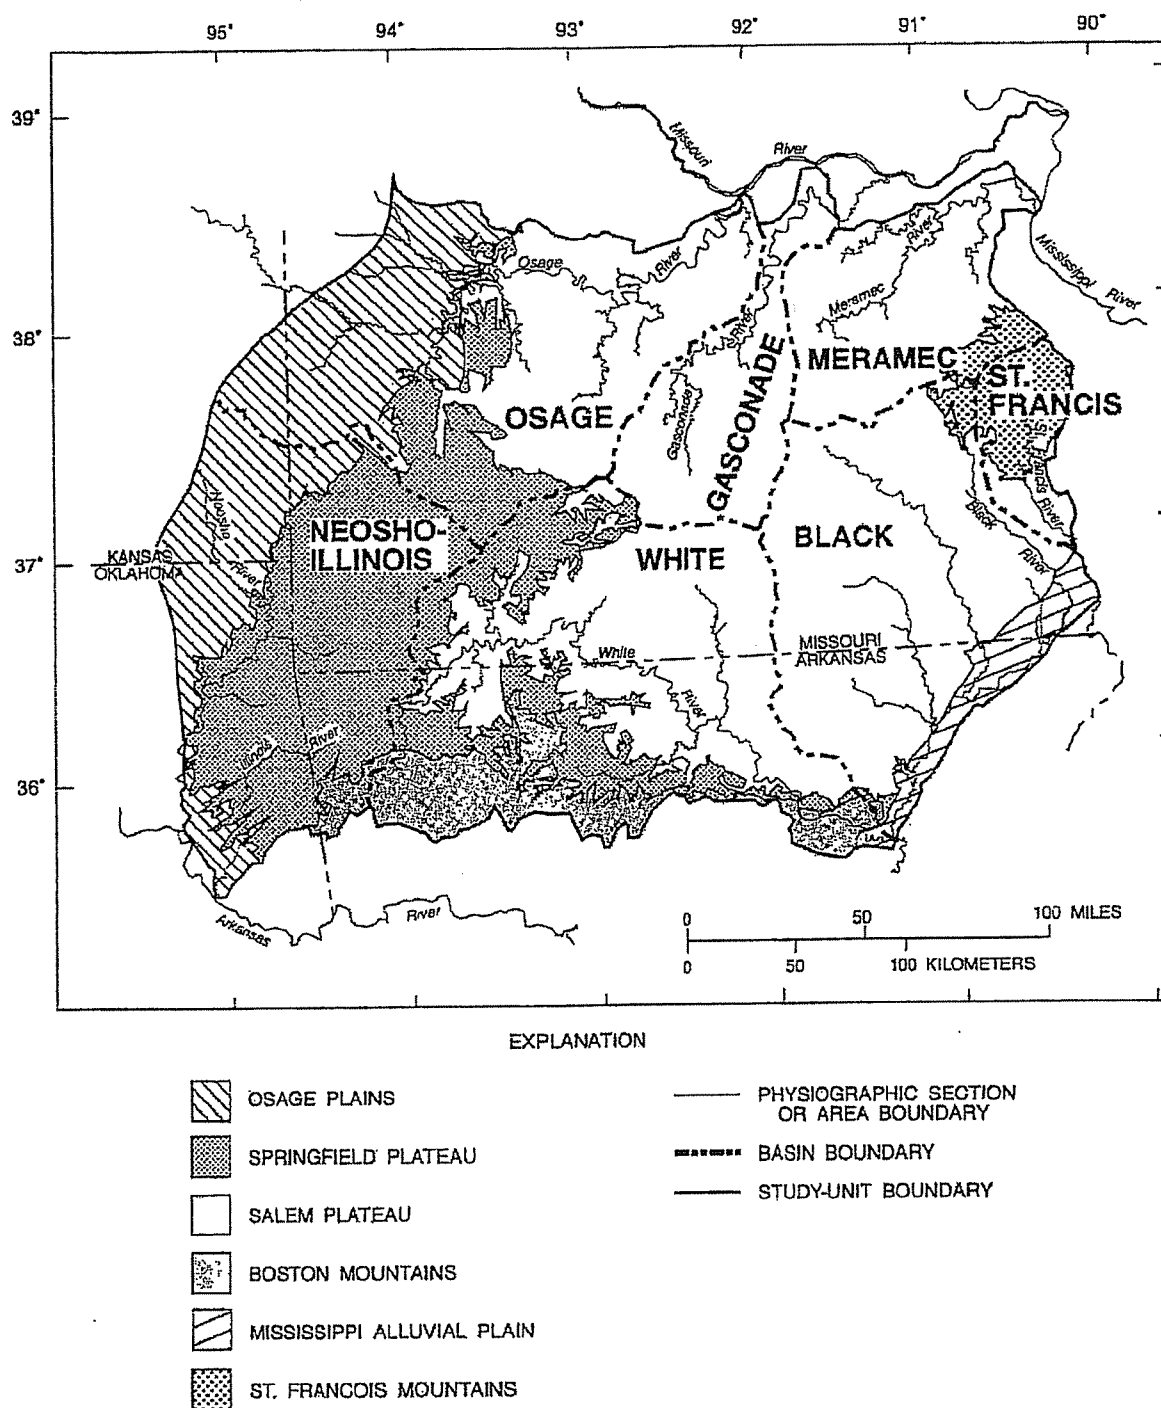 95° 94° 93° 92° 91° 90°
39°
38°
37°
36°
Missouri
River
Mississippi
River
Osage
River
River
Meramec
River
Gasconade
MERAMEC
ST.
FRANCIS
OSAGE
GASCONADE
St. Francis River
Neosho
River
NEOSHO-
ILLINOIS
WHITE
BLACK
Black
River
KANSAS
OKLAHOMA
MISSOURI
ARKANSAS
White
River
Illinois
River
Arkansas
River
0 50 100 MILES
0 50 100 KILOMETERS
EXPLANATION
OSAGE PLAINS
SPRINGFIELD PLATEAU
SALEM PLATEAU
BOSTON MOUNTAINS
MISSISSIPPI ALLUVIAL PLAIN
ST. FRANCOIS MOUNTAINS
PHYSIOGRAPHIC SECTION
OR AREA BOUNDARY
BASIN BOUNDARY
STUDY-UNIT BOUNDARY